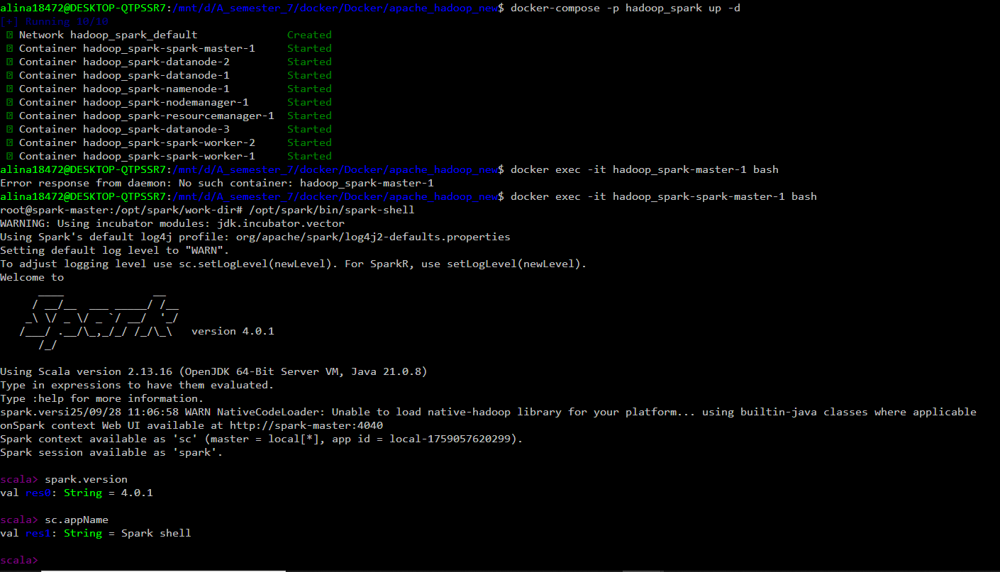 alina18472@DESKTOP-QTPSSR7:/mnt/d/A_semester_7/docker/Docker/apache_hadoop_new$ docker-compose -p hadoop_spark up -d
[+] Running 10/10
Network hadoop_spark_default Created
Container hadoop_spark-spark-master-1 Started
Container hadoop_spark-datanode-2 Started
Container hadoop_spark-datanode-1 Started
Container hadoop_spark-namenode-1 Started
Container hadoop_spark-nodemanager-1 Started
Container hadoop_spark-resourcemanager-1 Started
Container hadoop_spark-datanode-3 Started
Container hadoop_spark-spark-worker-2 Started
Container hadoop_spark-spark-worker-1 Started
alina18472@DESKTOP-QTPSSR7:/mnt/d/A_semester_7/docker/Docker/apache_hadoop_new$ docker exec -it hadoop_spark-master-1 bash
Error response from daemon: No such container: hadoop_spark-master-1
alina18472@DESKTOP-QTPSSR7:/mnt/d/A_semester_7/docker/Docker/apache_hadoop_new$ docker exec -it hadoop_spark-spark-master-1 bash
root@spark-master:/opt/spark/work-dir# /opt/spark/bin/spark-shell
WARNING: Using incubator modules: jdk.incubator.vector
Using Spark's default log4j profile: org/apache/spark/log4j2-defaults.properties
Setting default log level to "WARN".
To adjust logging level use sc.setLogLevel(newLevel). For SparkR, use setLogLevel(newLevel).
Welcome to
      ____              __
     / __/__  ___ _____/ /__
    _\ \/ _ \/ _ `/ __/  '_/
   /___/ .__/\_,_/_/ /_/\_\   version 4.0.1
      /_/
Using Scala version 2.13.16 (OpenJDK 64-Bit Server VM, Java 21.0.8)
Type in expressions to have them evaluated.
Type :help for more information.
spark.versi25/09/28 11:06:58 WARN NativeCodeLoader: Unable to load native-hadoop library for your platform... using builtin-java classes where applicable
onSpark context Web UI available at http://spark-master:4040
Spark context available as 'sc' (master = local[*], app id = local-1759057620299).
Spark session available as 'spark'.
scala> spark.version
val res0: String = 4.0.1
scala> sc.appName
val res1: String = Spark shell
scala>